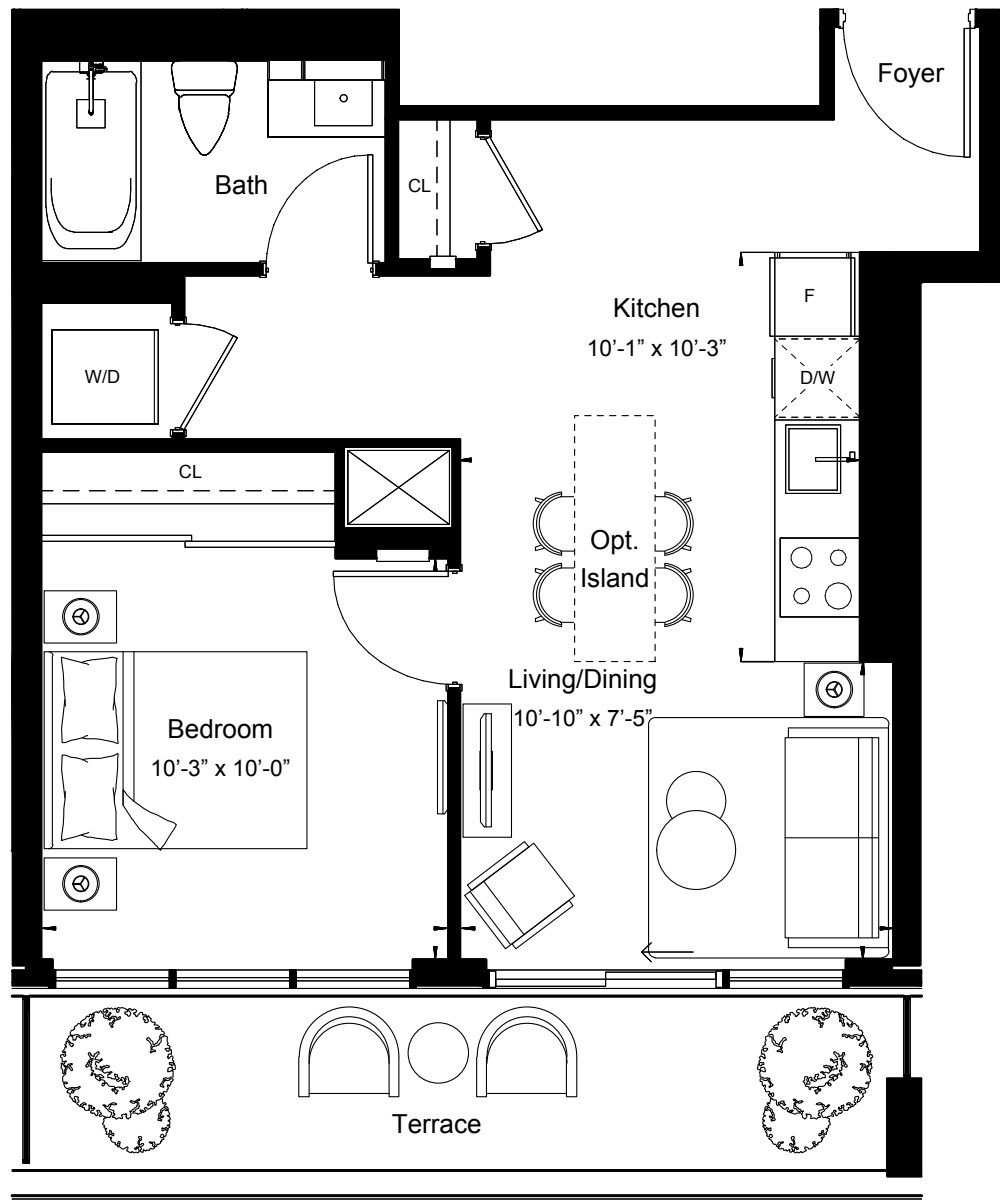 Foyer
Bath
CL
Kitchen
10’-1” x 10’-3”
F
W/D
D/W
CL
Opt.
Island
Living/Dining
10’-10” x 7’-5”
Bedroom
10’-3” x 10’-0”
Terrace